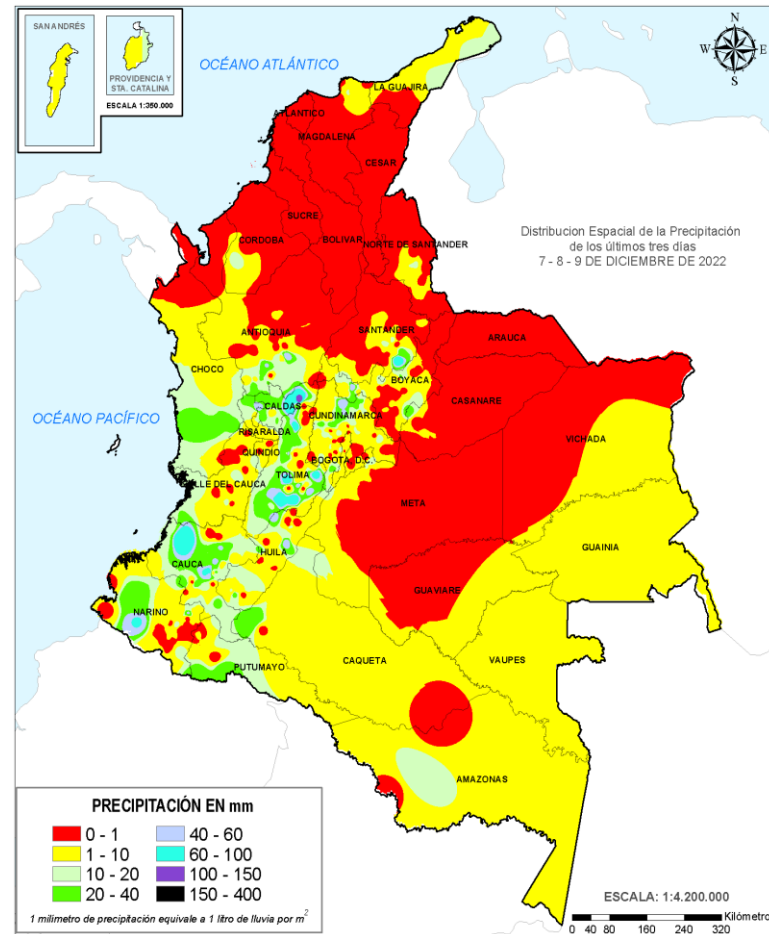 SAN ANDRÉS
PROVIDENCIA Y
STA. CATALINA
ESCALA 1:350.000
OCÉANO ATLÁNTICO
N
W E
S
LA GUAJIRA
ATLANTICO
MAGDALENA
CESAR
SUCRE
CORDOBA
BOLIVAR
NORTE DE SANTANDER
Distribucion Espacial de la Precipitación
de los últimos tres días
7 - 8 - 9 DE DICIEMBRE DE 2022
ANTIOQUIA
SANTANDER
ARAUCA
CHOCO
BOYACA
OCÉANO PACÍFICO
CALDAS
CUNDINAMARCA
CASANARE
RISARALDA
VICHADA
QUINDIO
BOGOTA, D.C.
TOLIMA
VALLE DEL CAUCA
META
GUAINIA
HUILA
CAUCA
GUAVIARE
NARINO
CAQUETA
VAUPES
PUTUMAYO
AMAZONAS
PRECIPITACIÓN EN mm
0 - 1
40 - 60
1 - 10
60 - 100
10 - 20
100 - 150
20 - 40
150 - 400
1 milimetro de precipitación equivale a 1 litro de lluvia por m²
ESCALA: 1:4.200.000
Kilómetro
0 40 80 160 240 320